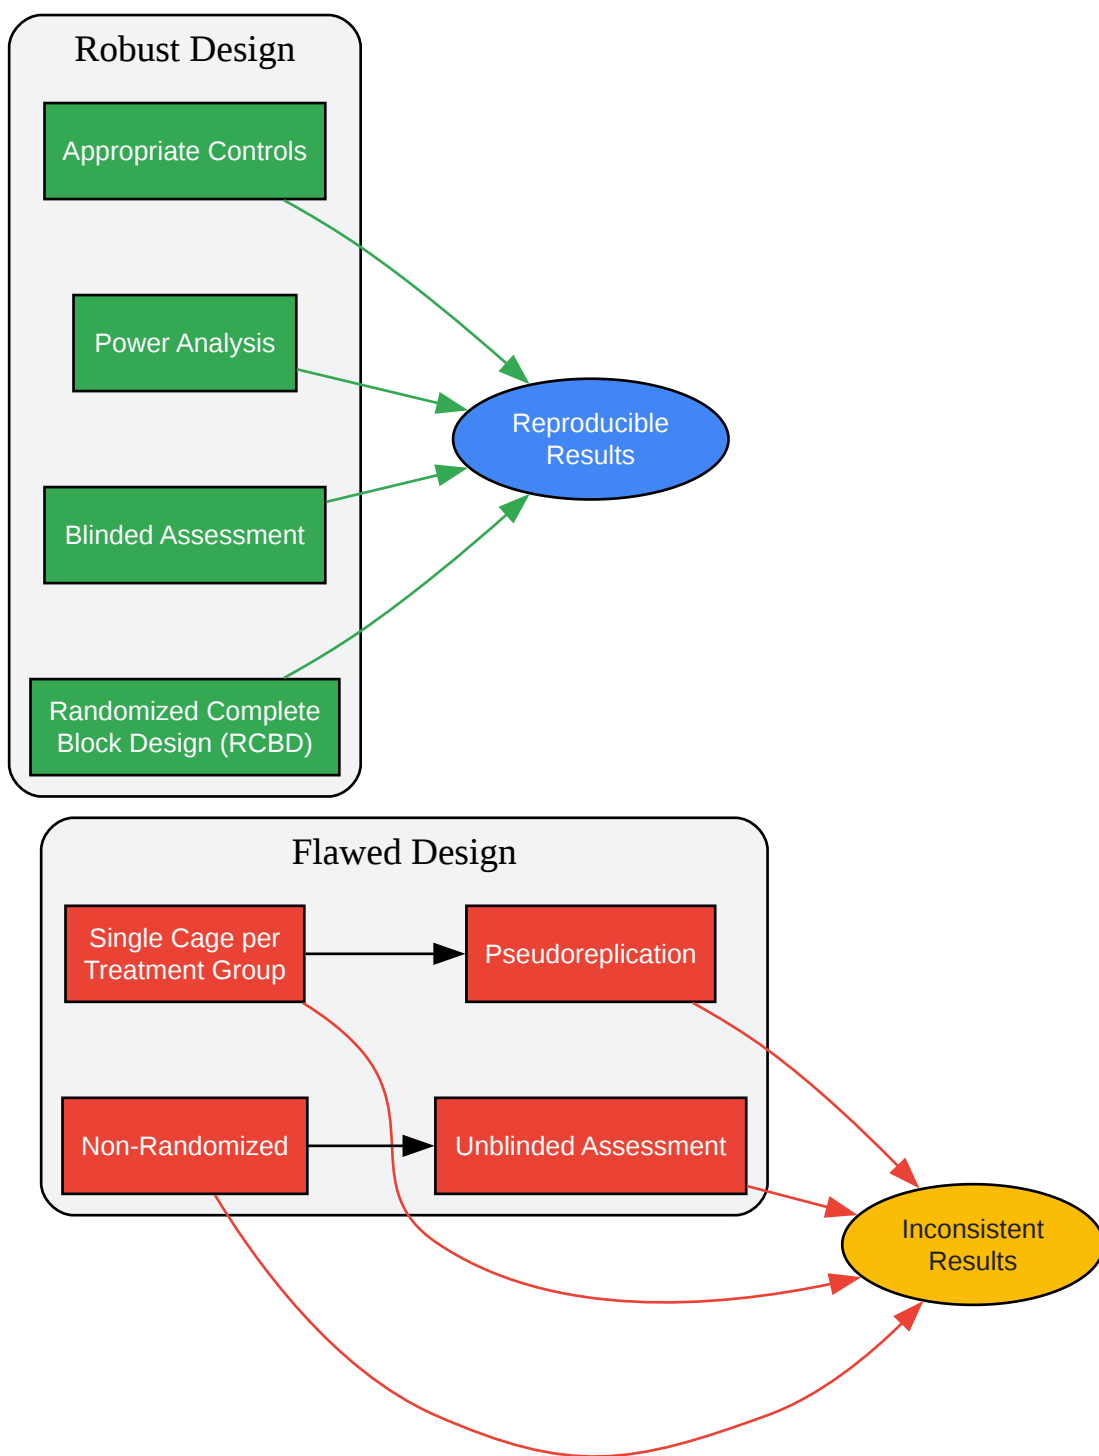 Robust Design
Appropriate Controls
Power Analysis
Blinded Assessment
Randomized Complete
Block Design (RCBD)
Reproducible
Results
Flawed Design
Single Cage per
Treatment Group
Pseudoreplication
Non-Randomized
Unblinded Assessment
Inconsistent
Results